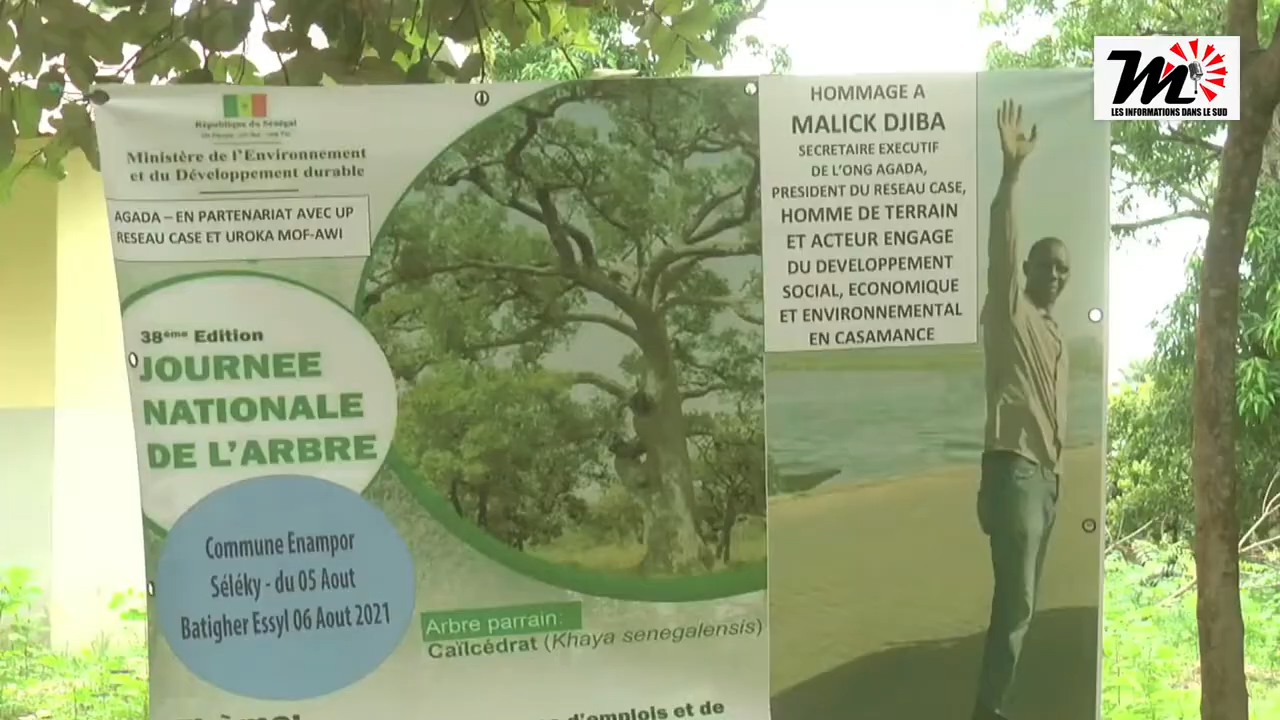 République du Sénégal
Ministère de l'Environnement
et du Développement durable
AGADA – EN PARTENARIAT AVEC UP
RESEAU CASE ET UROKA MOF-AWI
38ème Edition
JOURNEE
NATIONALE
DE L'ARBRE
Commune Enampor
Séléky - du 05 Aout
Batigher Essyl 06 Aout 2021
Arbre parrain:
Caïlcédrat (Khaya senegalensis)
d'emplois et de
HOMMAGE A
MALICK DJIBA
SECRETAIRE EXECUTIF
DE L'ONG AGADA,
PRESIDENT DU RESEAU CASE,
HOMME DE TERRAIN
ET ACTEUR ENGAGE
DU DEVELOPPEMENT
SOCIAL, ECONOMIQUE
ET ENVIRONNEMENTAL
EN CASAMANCE
M
LES INFORMATIONS DANS LE SUD